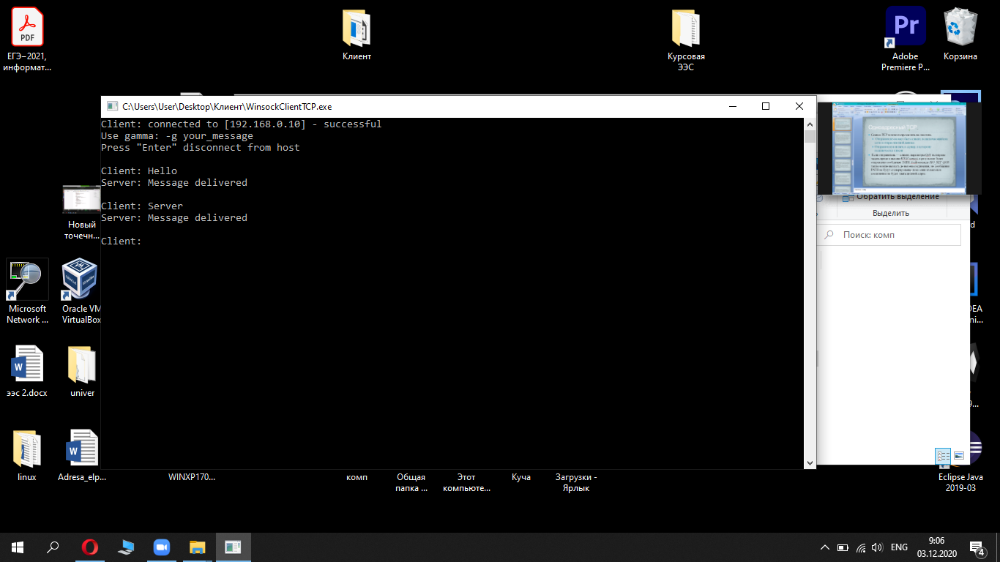 PDF
ЕГЭ–2021,
информат...
Клиент
Курсовая
ЭЭС
Pr
Adobe
Premiere P...
Корзина
C:\Users\User\Desktop\Клиент\WinsockClientTCP.exe
Client: connected to [192.168.0.10] - successful
Use gamma: -g your_message
Press "Enter" disconnect from host
Client: Hello
Server: Message delivered
Client: Server
Server: Message delivered
Client:
Обратить выделение
Выделить
Поиск: комп
Новый
точечн...
Microsoft
Network ...
Oracle VM
VirtualBox
W
ээс 2.docx
univer
linux
W
Adresa_elp...
WINXP170...
комп
Общая
папка ...
Этот
компьюте...
Куча
Загрузки -
Ярлык
Eclipse Java
2019-03
ENG
9:06
03.12.2020
4